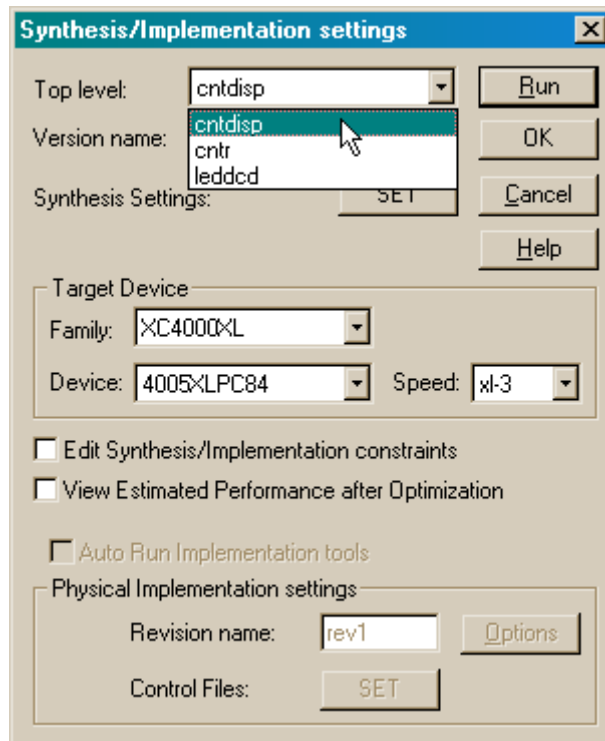 Synthesis/Implementation settings
Top level: cntdisp Run
cntdisp
Version name: OK
cntr
leddcd
Synthesis Settings: SET Cancel
Help
Target Device
Family: XC4000XL
Device: 4005XLPC84 Speed: xl-3
Edit Synthesis/Implementation constraints
View Estimated Performance after Optimization
Auto Run Implementation tools
Physical Implementation settings
Revision name: rev1 Options
Control Files: SET